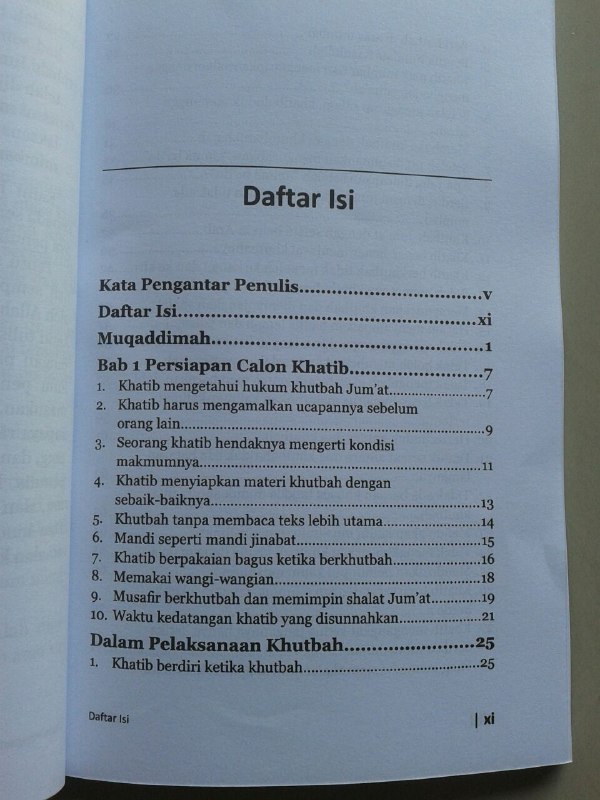 Daftar Isi
Kata Pengantar Penulis..............................v
Daftar Isi..................................................xi
Muqaddimah.............................................1
Bab 1 Persiapan Calon Khatib......................7
1. Khatib mengetahui hukum khutbah Jum'at....................7
2. Khatib harus mengamalkan ucapannya sebelum
orang lain..............................................................9
3. Seorang khatib hendaknya mengerti kondisi
makmumnya..........................................................11
4. Khatib menyiapkan materi khutbah dengan
sebaik-baiknya......................................................13
5. Khutbah tanpa membaca teks lebih utama....................14
6. Mandi seperti mandi jinabat.......................................15
7. Khatib berpakaian bagus ketika berkhutbah..................16
8. Memakai wangi-wangian............................................18
9. Musafir berkhutbah dan memimpin shalat Jum'at..........19
10. Waktu kedatangan khatib yang disunnahkan................21
Dalam Pelaksanaan Khutbah......................25
1. Khatib berdiri ketika khutbah.....................................25
Daftar Isi | xi